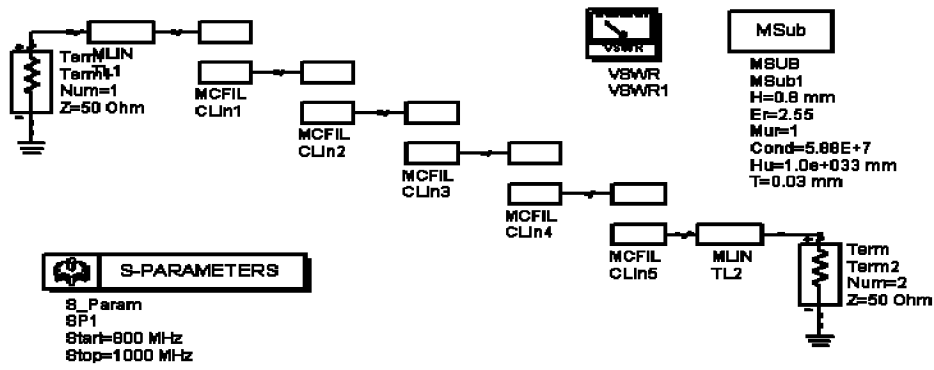 Term
Term1
Num=1
Z=50 Ohm
MLIN
TL1
MCFIL
CLin1
MCFIL
CLin2
MCFIL
CLin3
MCFIL
CLin4
MCFIL
CLin5
MLIN
TL2
Term
Term2
Num=2
Z=50 Ohm
VSWR
VSWR
VSWR1
MSub
MSUB
MSub1
H=0.8 mm
Er=2.55
Mur=1
Cond=5.88E+7
Hu=1.0e+033 mm
T=0.03 mm
S-PARAMETERS
S_Param
SP1
Start=800 MHz
Stop=1000 MHz